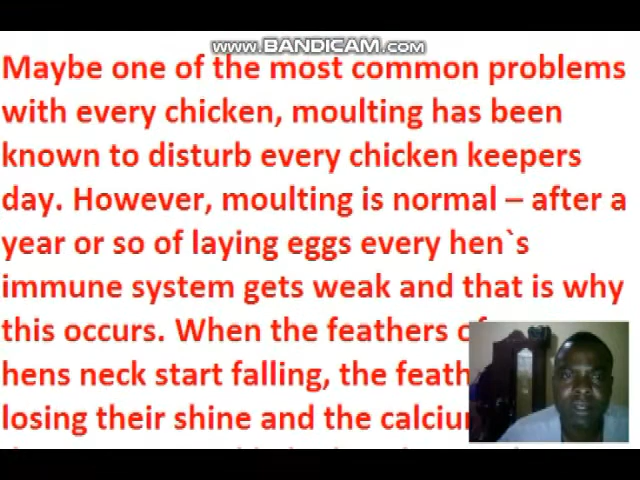 www.BANDICAM.com
Maybe one of the most common problems
with every chicken, moulting has been
known to disturb every chicken keepers
day. However, moulting is normal – after a
year or so of laying eggs every hen`s
immune system gets weak and that is why
this occurs. When the feathers
hens neck start falling, the
losing their shine and the